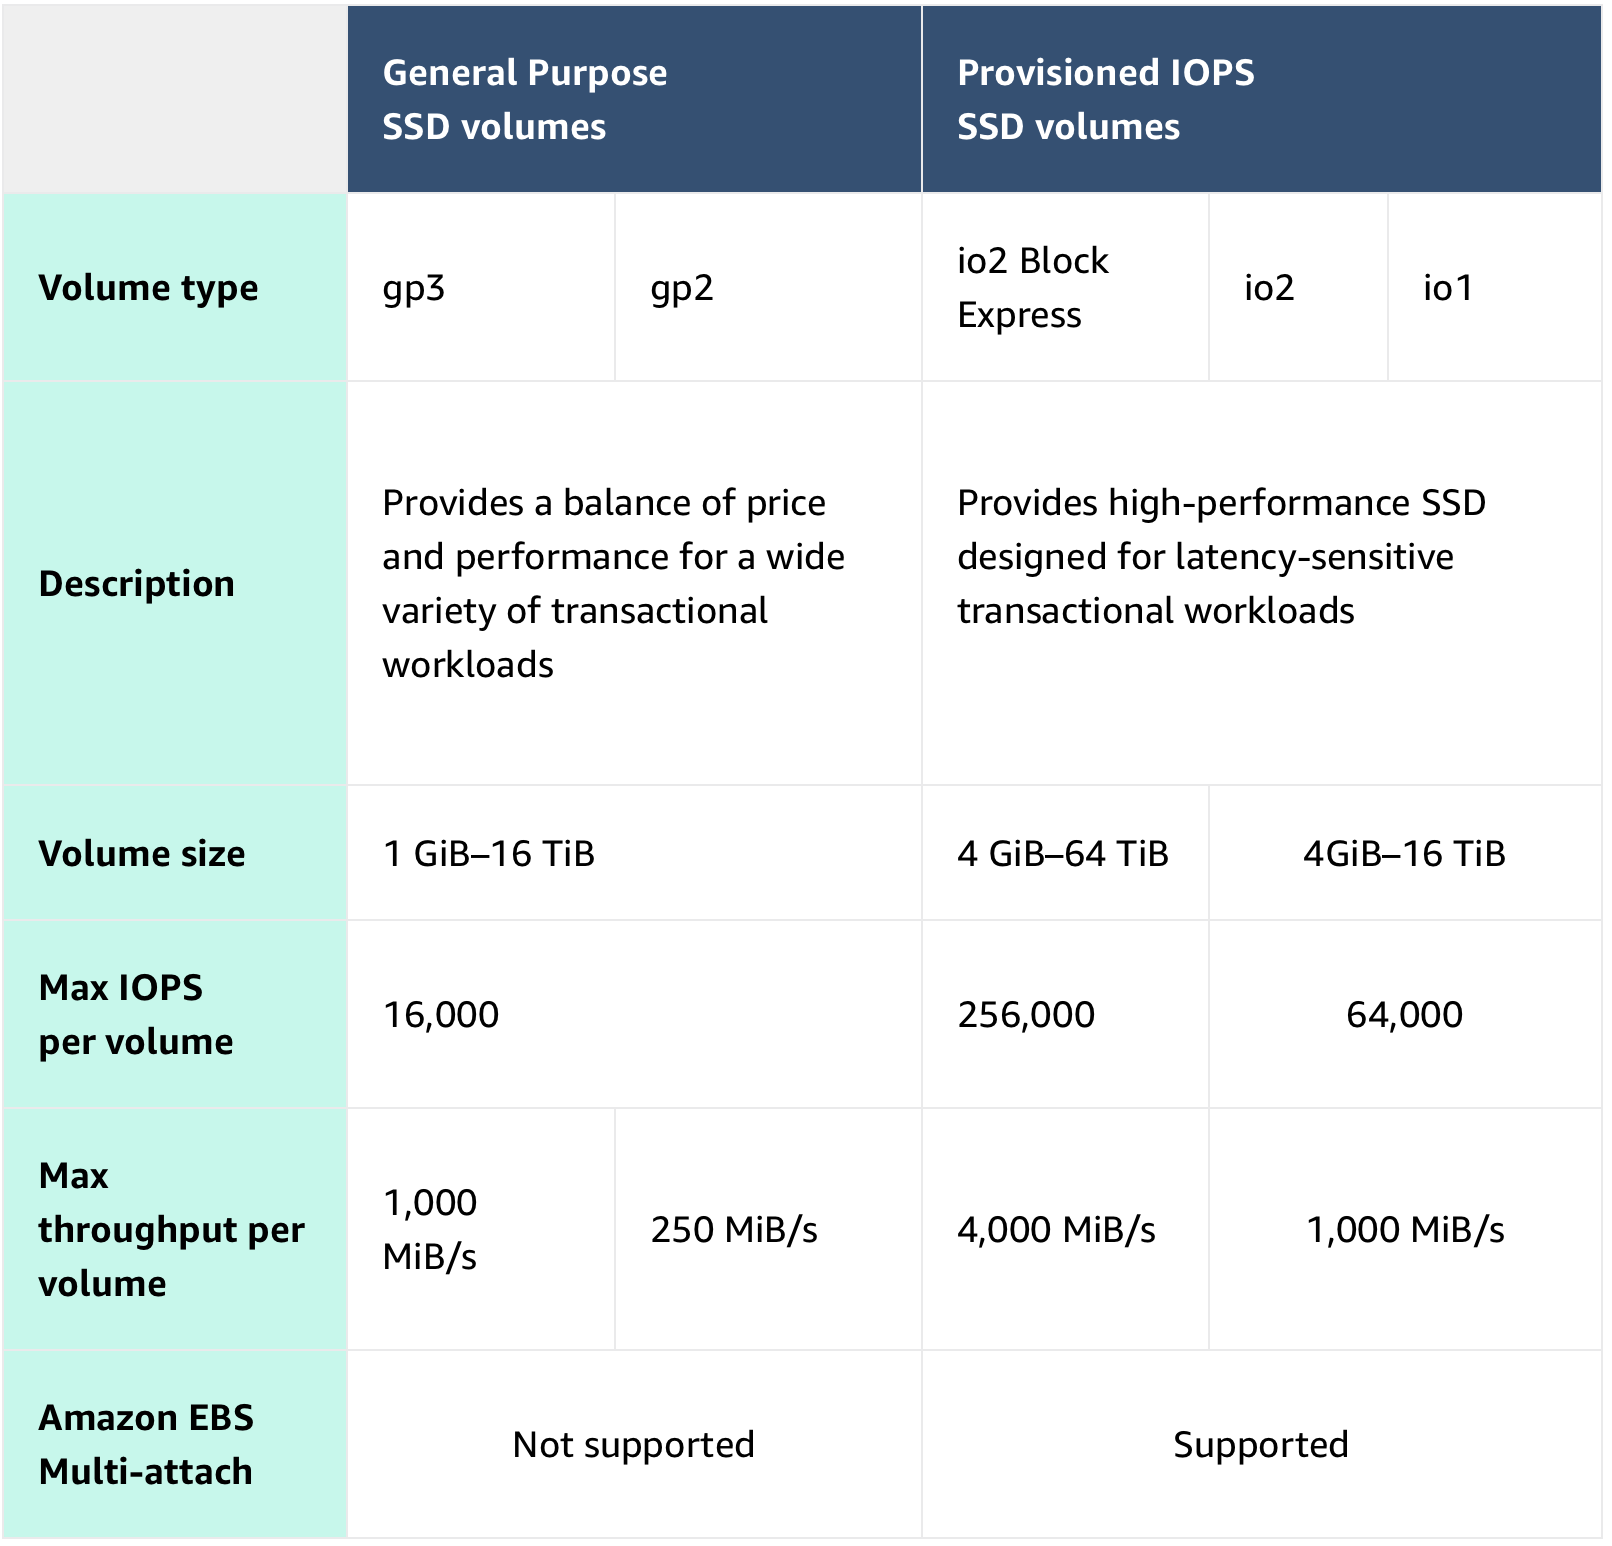 General Purpose
SSD volumes
Provisioned IOPS
SSD volumes
Volume type
gp3
gp2
io2 Block
Express
io2
io1
Description
Provides a balance of price
and performance for a wide
variety of transactional
workloads
Provides high-performance SSD
designed for latency-sensitive
transactional workloads
Volume size
1 GiB–16 TiB
4 GiB–64 TiB
4GiB–16 TiB
Max IOPS
per volume
16,000
256,000
64,000
Max
throughput per
volume
1,000
MiB/s
250 MiB/s
4,000 MiB/s
1,000 MiB/s
Amazon EBS
Multi-attach
Not supported
Supported